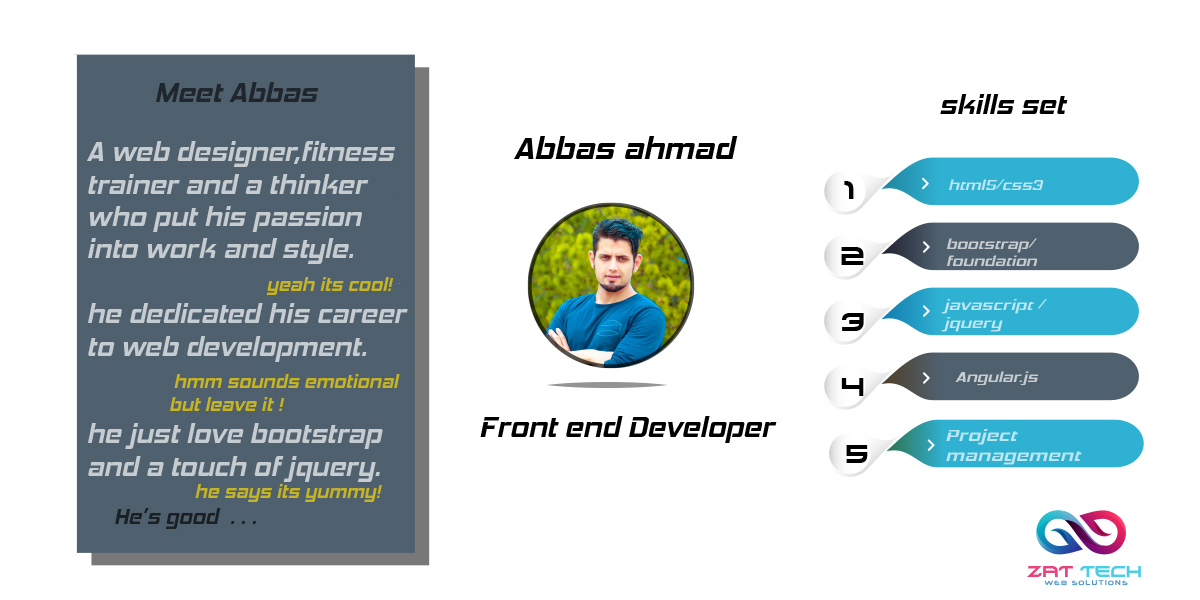 Meet Abbas
A web designer,fitness
trainer and a thinker
who put his passion
into work and style.
yeah its cool!
he dedicated his career
to web development.
hmm sounds emotional
but leave it !
he just love bootstrap
and a touch of jquery.
he says its yummy!
He's good ...
Abbas ahmad
Front end Developer
skills set
1 html5/css3
2 bootstrap/
foundation
3 javascript /
jquery
4 Angular.js
5 Project
management
ZAT TECH
WEB SOLUTIONS